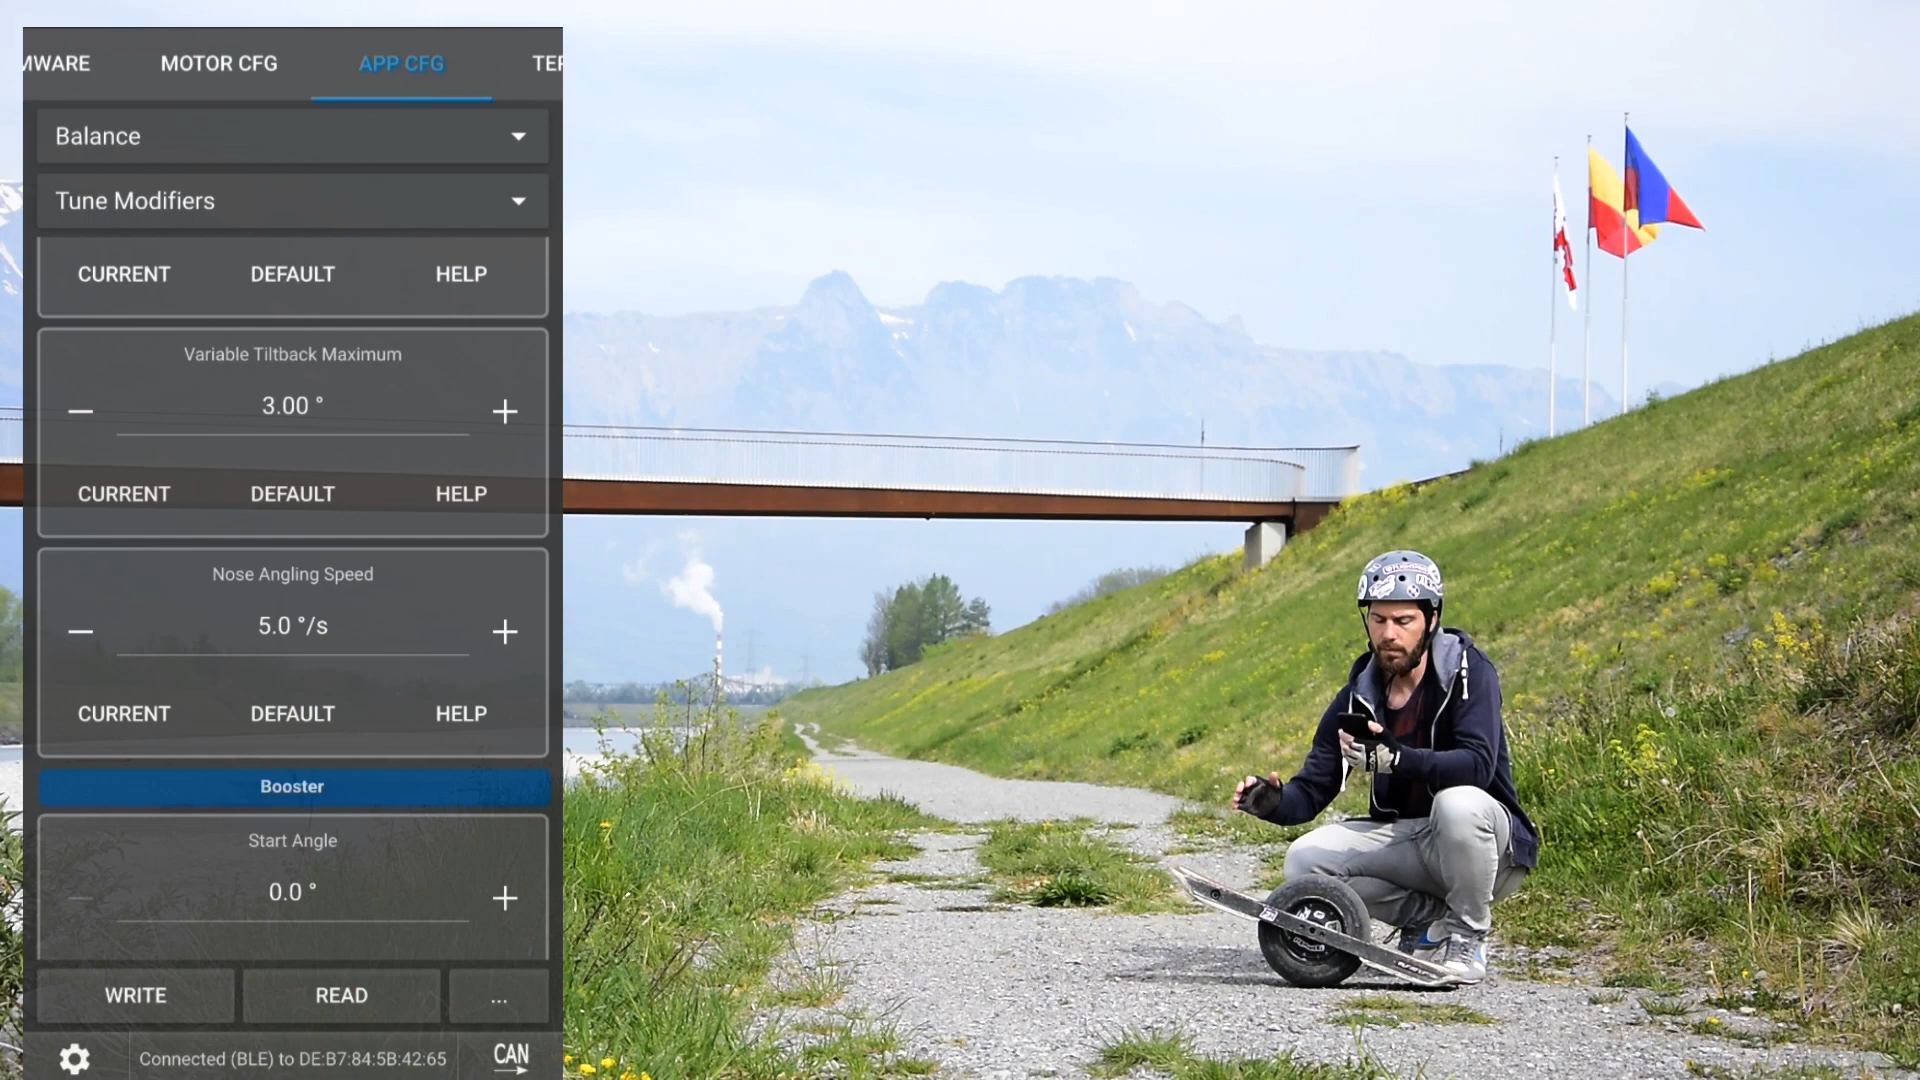 MWARE MOTOR CFG APP CFG TER
Balance
Tune Modifiers
CURRENT DEFAULT HELP
Variable Tiltback Maximum
— 3.00 ° +
CURRENT DEFAULT HELP
Nose Angling Speed
— 5.0 °/s +
CURRENT DEFAULT HELP
Booster
Start Angle
— 0.0 ° +
WRITE READ ...
Connected (BLE) to DE:B7:84:5B:42:65 CAN